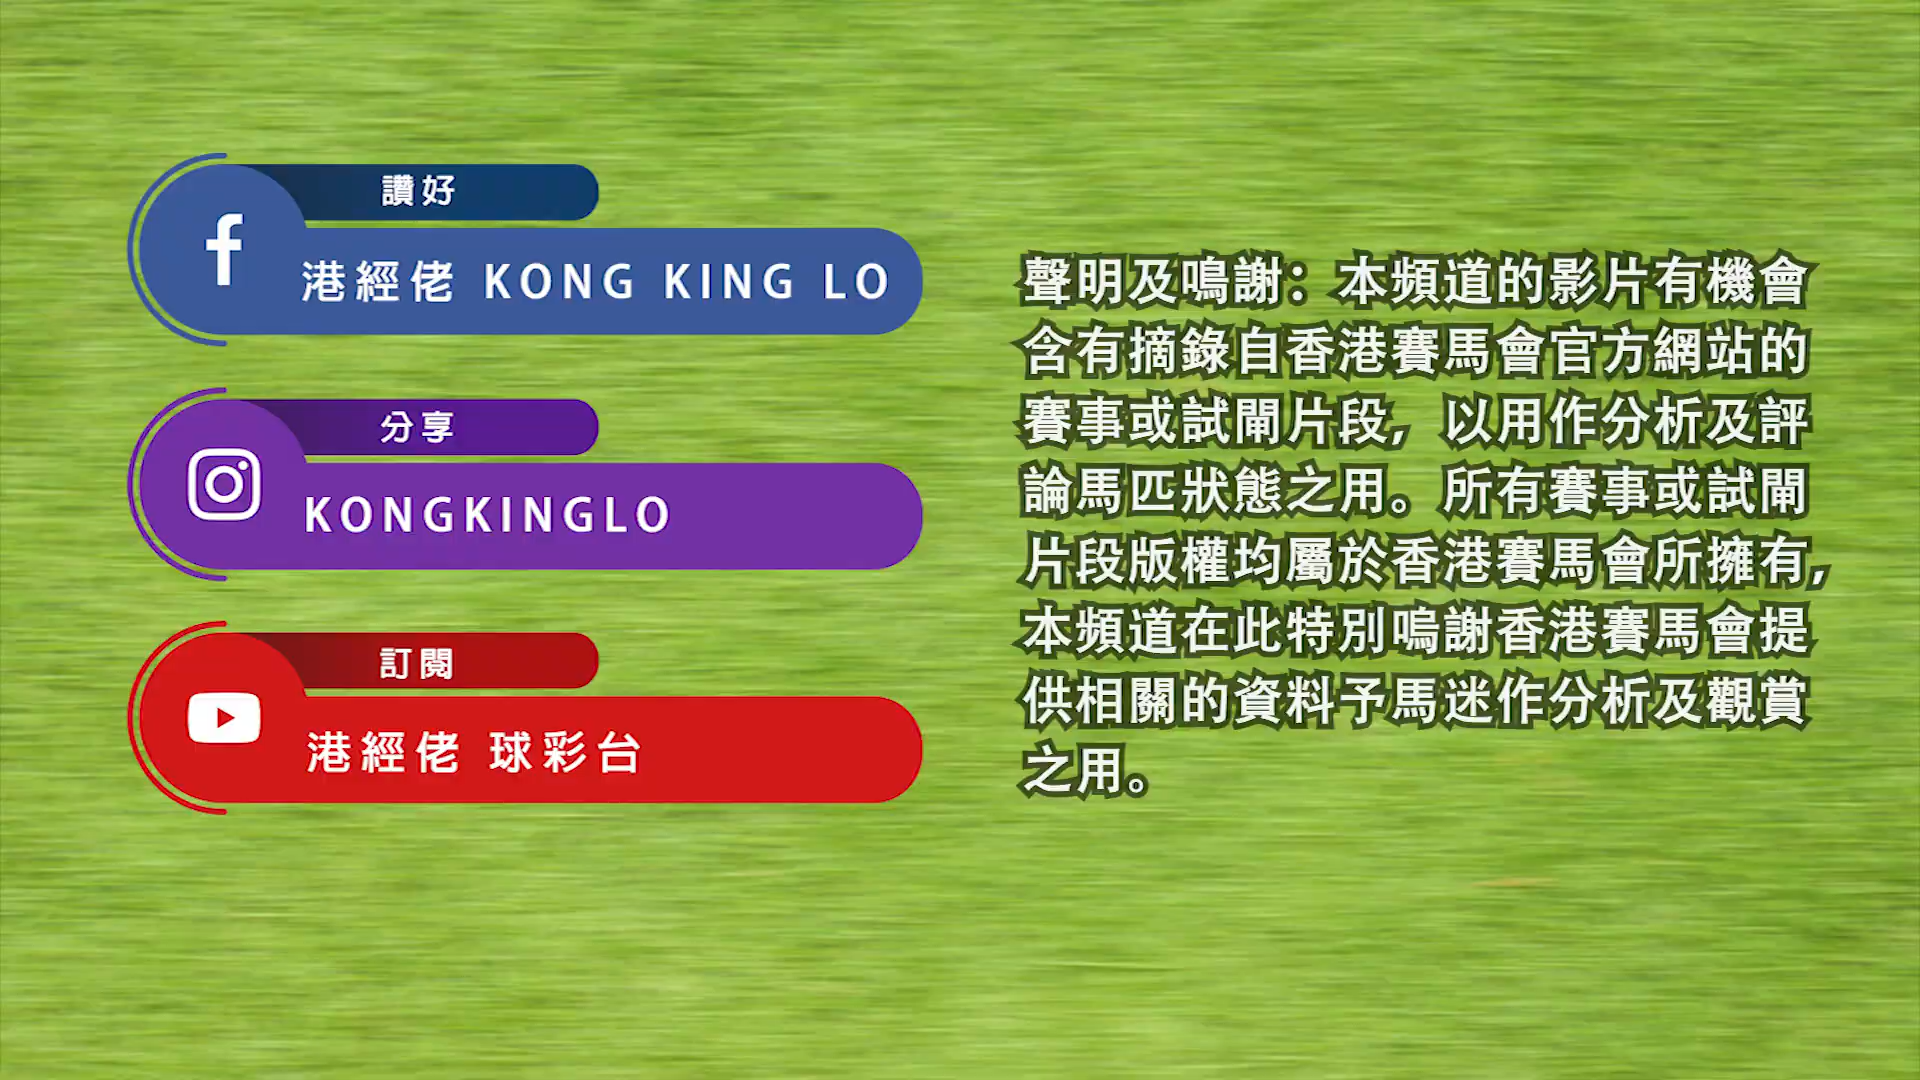 讚好
港經佬 KONG KING LO
分享
KONGKINGLO
訂閱
港經佬 球彩台
聲明及鳴謝：本頻道的影片有機會
含有摘錄自香港賽馬會官方網站的
賽事或試閘片段，以用作分析及評
論馬匹狀態之用。所有賽事或試閘
片段版權均屬於香港賽馬會所擁有，
本頻道在此特別嗚謝香港賽馬會提
供相關的資料予馬迷作分析及觀賞
之用。